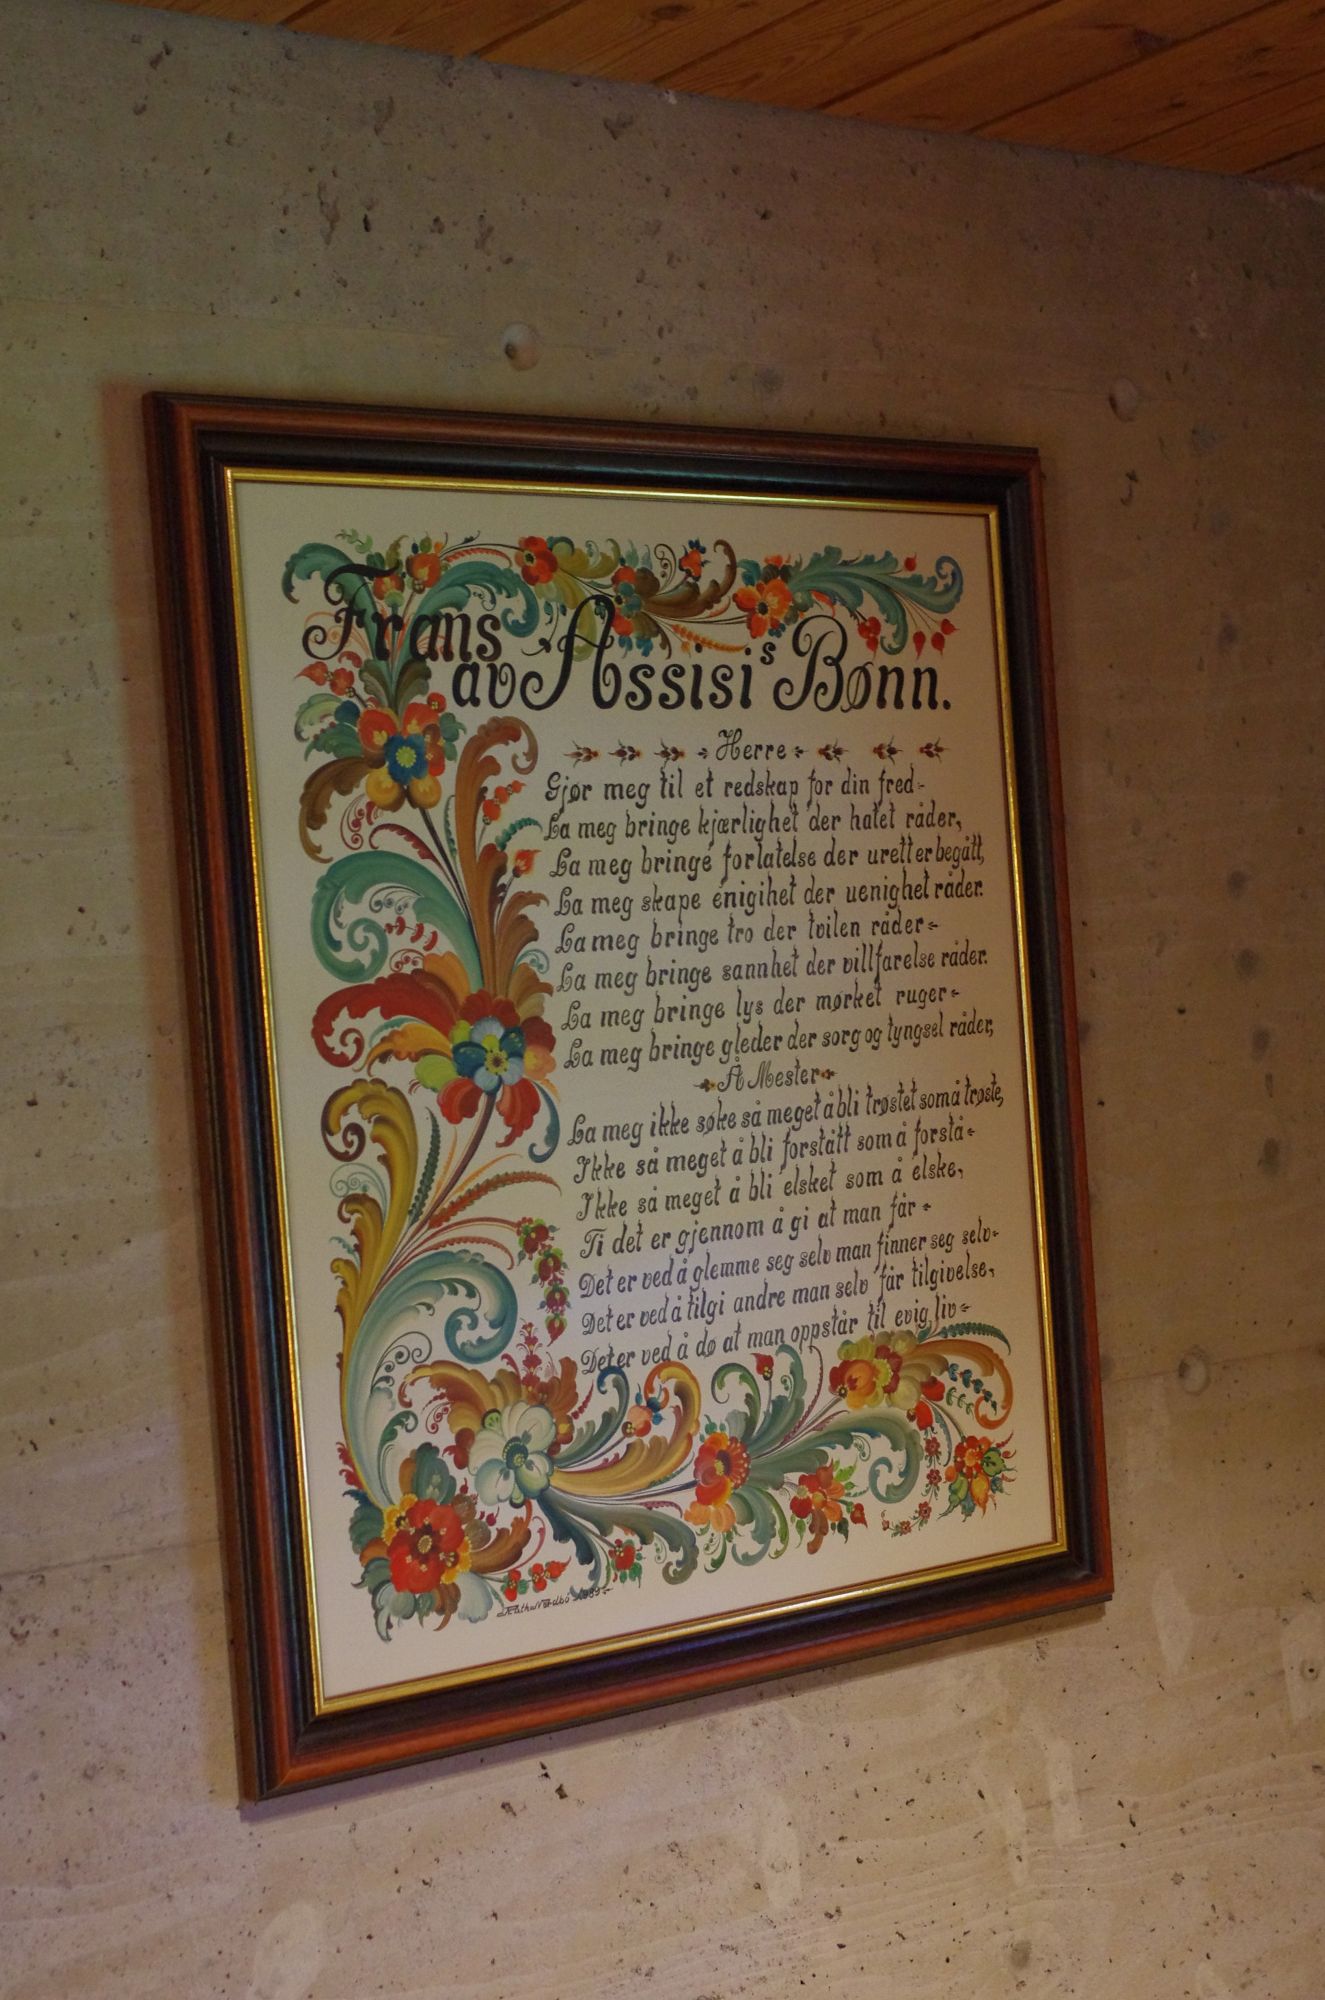 Frans
av Assisis Bønn.
Herre
Gjør meg til et redskap for din fred-
La meg bringe kjærlighet der hatet råder,
La meg bringe forlatelse der urett er begått,
La meg skape enigihet der uenighet råder.
La meg bringe tro der tvilen råder-
La meg bringe sannhet der villfarelse råder.
La meg bringe lys der mørket ruger-
La meg bringe gleder der sorg og tyngsel råder,
Å Mester
La meg ikke søke så meget å bli trøstet som å trøste,
Ikke så meget å bli forstått som å forstå-
Ikke så meget å bli elsket som å elske,
Ti det er gjennom å gi at man får-
Det er ved å glemme seg selv man finner seg selv-
Det er ved å tilgi andre man selv får tilgivelse,
Det er ved å dø at man oppstår til evig liv-
1989